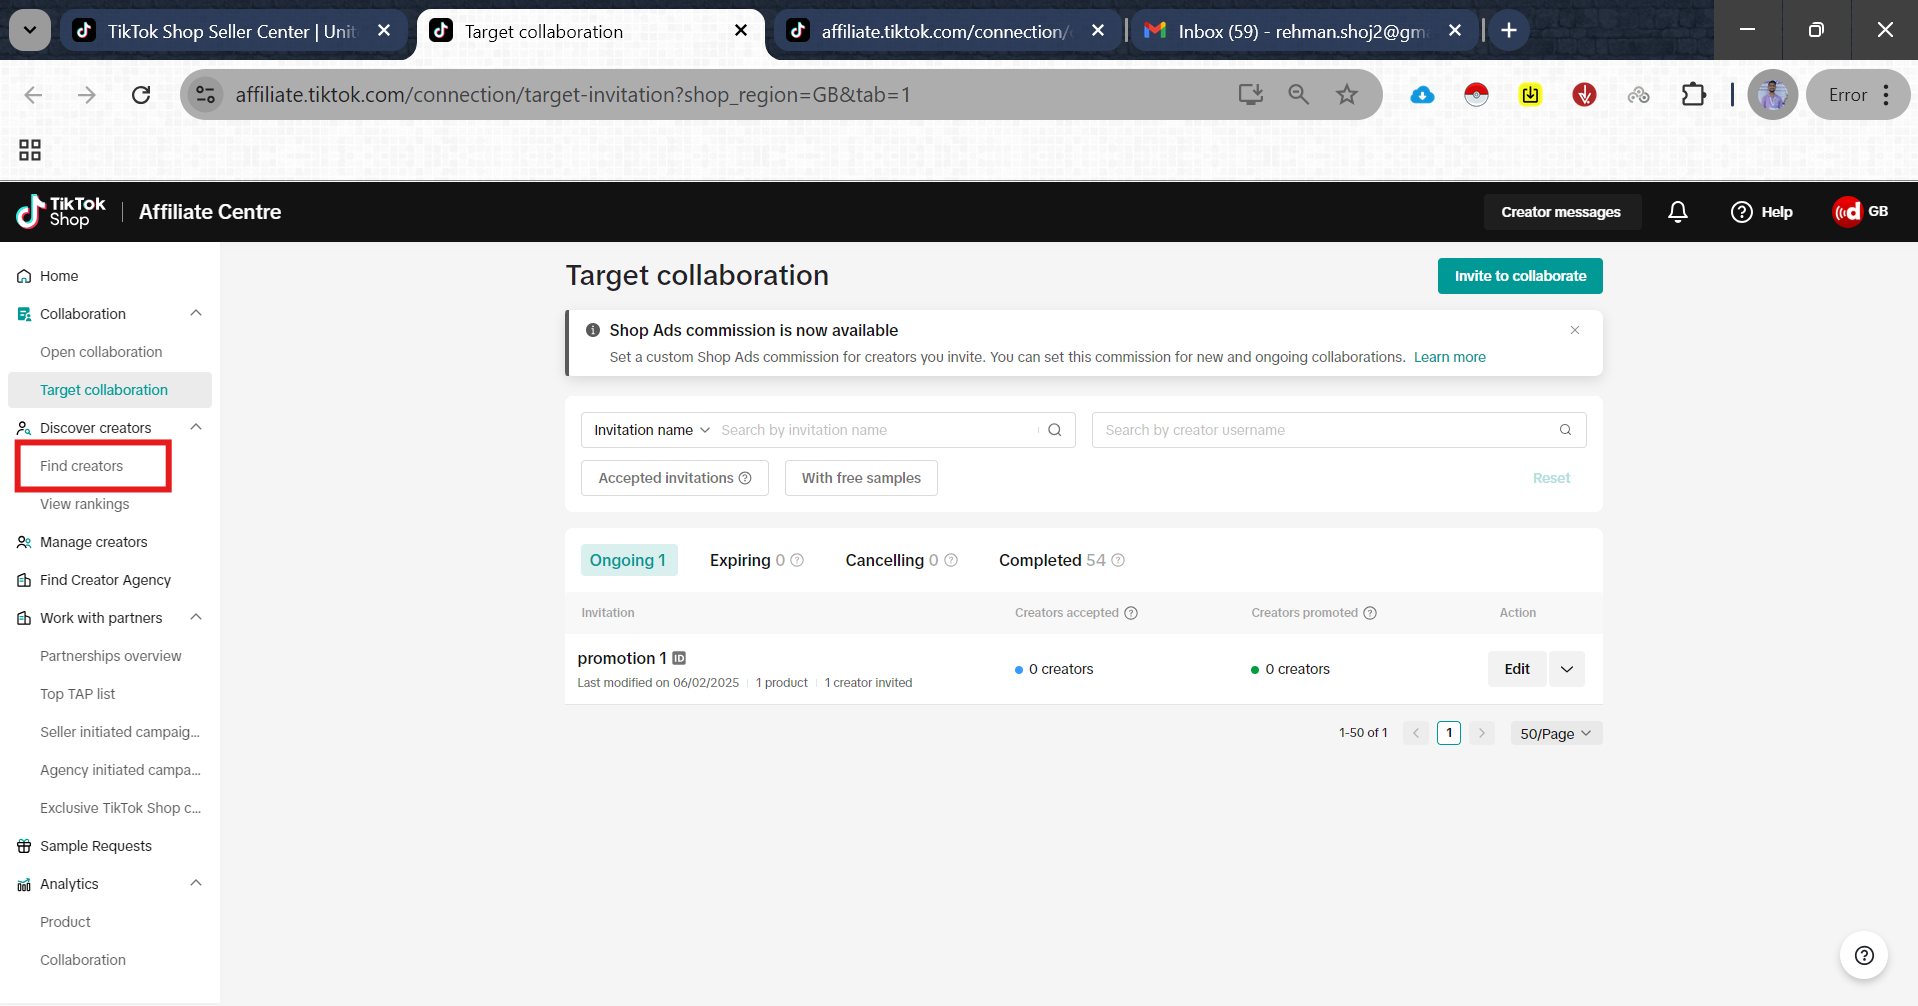 TikTok Shop Seller Center | Unit
Target collaboration
affiliate.tiktok.com/connection/
Inbox (59) - rehman.shoj2@gm
affiliate.tiktok.com/connection/target-invitation?shop_region=GB&tab=1
Error
TikTok
Shop
Affiliate Centre
Creator messages
Help
GB
Home
Collaboration
Open collaboration
Target collaboration
Discover creators
Find creators
View rankings
Manage creators
Find Creator Agency
Work with partners
Partnerships overview
Top TAP list
Seller initiated campaig...
Agency initiated campa...
Exclusive TikTok Shop c...
Sample Requests
Analytics
Product
Collaboration
Target collaboration
Invite to collaborate
Shop Ads commission is now available
Set a custom Shop Ads commission for creators you invite. You can set this commission for new and ongoing collaborations. Learn more
Invitation name Search by invitation name
Search by creator username
Accepted invitations
With free samples
Reset
Ongoing 1
Expiring 0
Cancelling 0
Completed 54
Invitation
Creators accepted
Creators promoted
Action
promotion 1 ID
Last modified on 06/02/2025 1 product 1 creator invited
0 creators
0 creators
Edit
1-50 of 1
1
50/Page